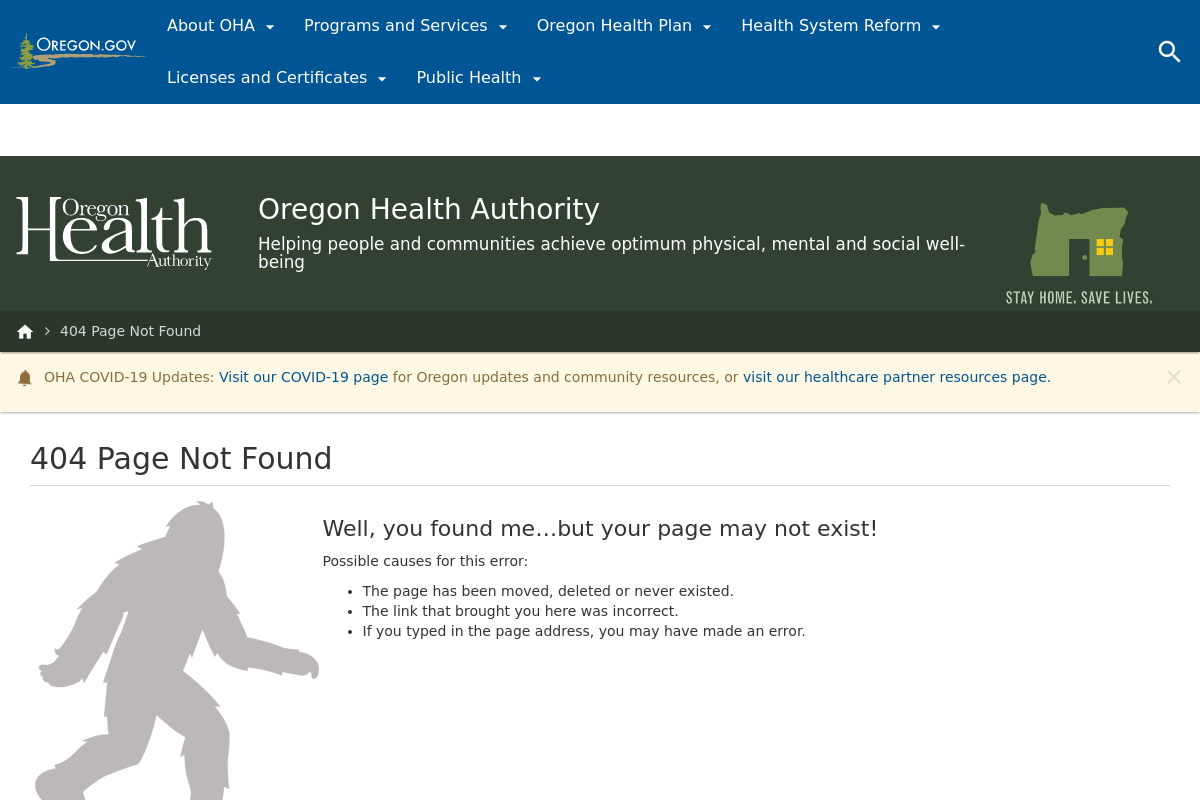 OREGON.GOV
About OHA
Programs and Services
Oregon Health Plan
Health System Reform
Licenses and Certificates
Public Health
Oregon
Health
Authority
Oregon Health Authority
Helping people and communities achieve optimum physical, mental and social well-
being
STAY HOME. SAVE LIVES.
404 Page Not Found
OHA COVID-19 Updates: Visit our COVID-19 page for Oregon updates and community resources, or visit our healthcare partner resources page.
404 Page Not Found
Well, you found me...but your page may not exist!
Possible causes for this error:
• The page has been moved, deleted or never existed.
• The link that brought you here was incorrect.
• If you typed in the page address, you may have made an error.